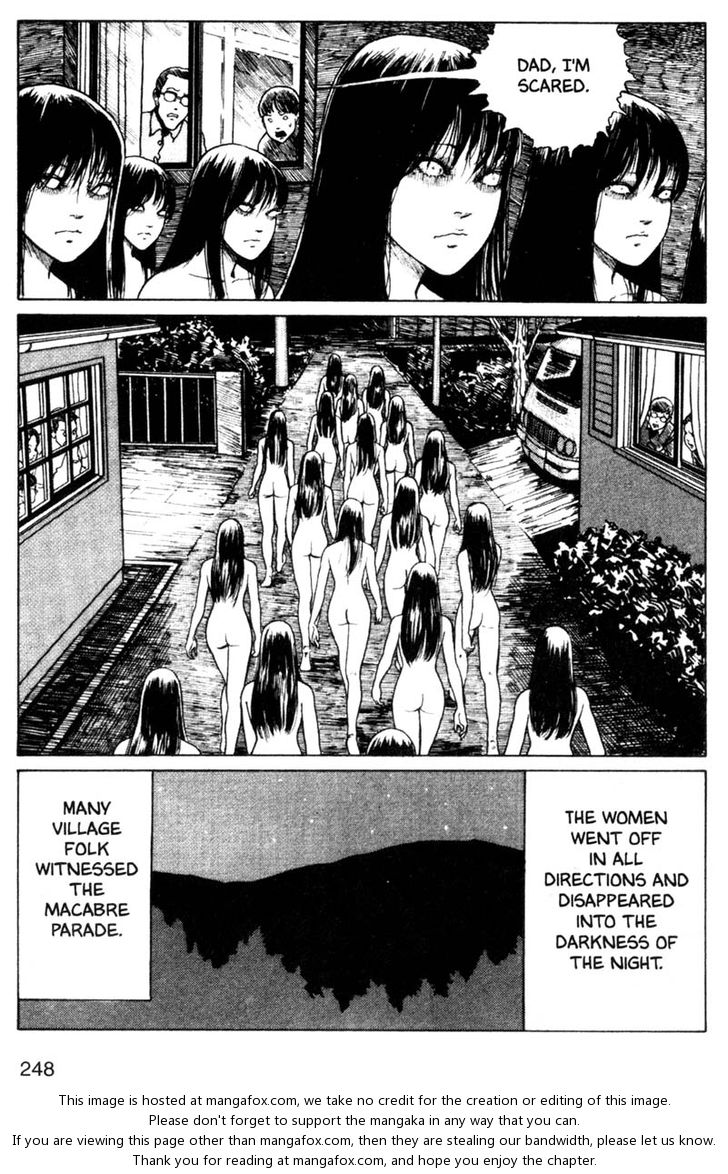 DAD, I'M
SCARED.
MANY
VILLAGE
FOLK
WITNESSED
THE
MACABRE
PARADE.
THE WOMEN
WENT OFF
IN ALL
DIRECTIONS AND
DISAPPEARED
INTO THE
DARKNESS OF
THE NIGHT.
248
This image is hosted at mangafox.com, we take no credit for the creation or editing of this image.
Please don't forget to support the mangaka in any way that you can.
If you are viewing this page other than mangafox.com, then they are stealing our bandwidth, please let us know.
Thank you for reading at mangafox.com, and hope you enjoy the chapter.